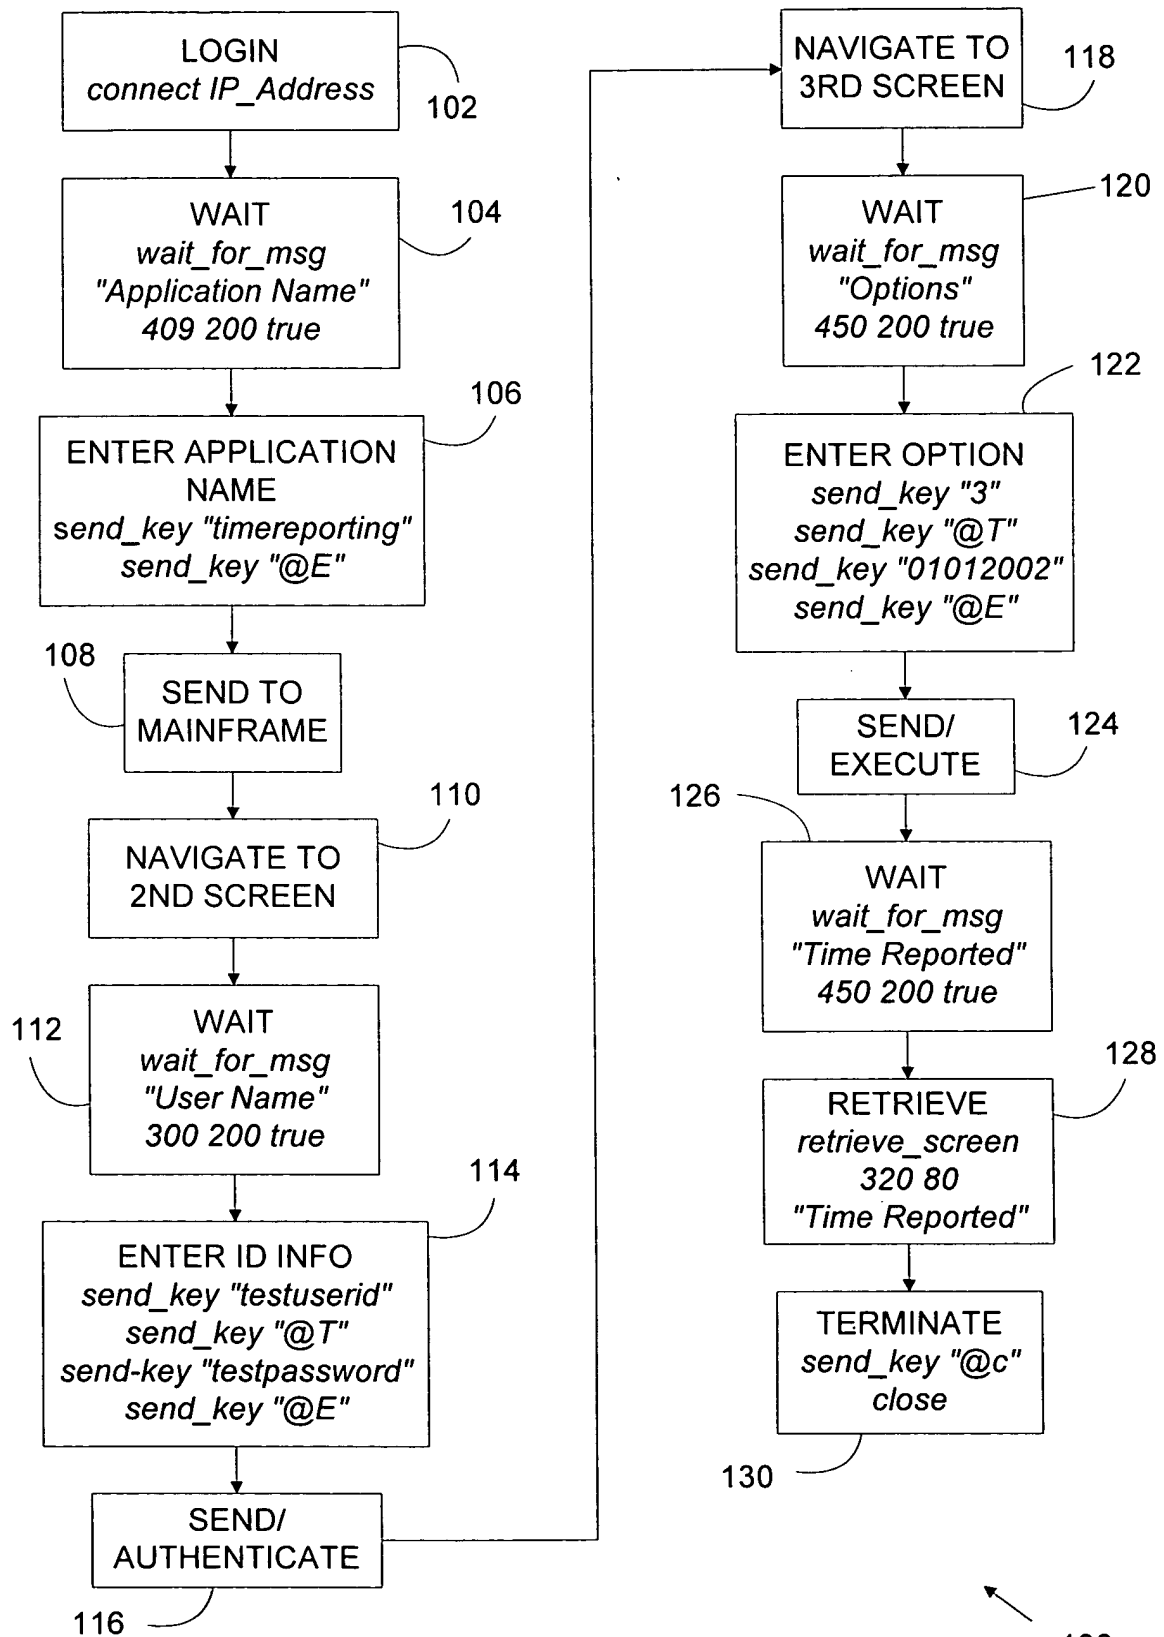 LOGIN
connect IP_Address
102
WAIT
wait_for_msg
"Application Name"
409 200 true
104
ENTER APPLICATION
NAME
send_key "timereporting"
send_key "@E"
106
108
SEND TO
MAINFRAME
110
NAVIGATE TO
2ND SCREEN
112
WAIT
wait_for_msg
"User Name"
300 200 true
114
ENTER ID INFO
send_key "testuserid"
send_key "@T"
send-key "testpassword"
send_key "@E"
SEND/
AUTHENTICATE
116
NAVIGATE TO
3RD SCREEN
118
120
WAIT
wait_for_msg
"Options"
450 200 true
122
ENTER OPTION
send_key "3"
send_key "@T"
send_key "01012002"
send_key "@E"
SEND/
EXECUTE
124
126
WAIT
wait_for_msg
"Time Reported"
450 200 true
128
RETRIEVE
retrieve_screen
320 80
"Time Reported"
TERMINATE
send_key "@c"
close
130